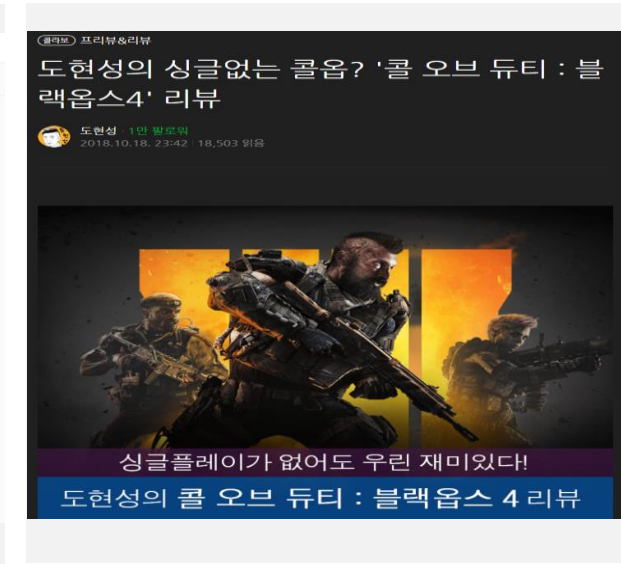 콜라보 프리뷰&리뷰
도현성의 싱글없는 콜옵? '콜 오브 듀티 : 블
랙옵스4' 리뷰
도현성 · 1만 팔로워
2018.10.18. 23:42 | 18,503 읽음
싱글플레이가 없어도 우린 재미있다!
도현성의 콜 오브 듀티 : 블랙옵스 4 리뷰